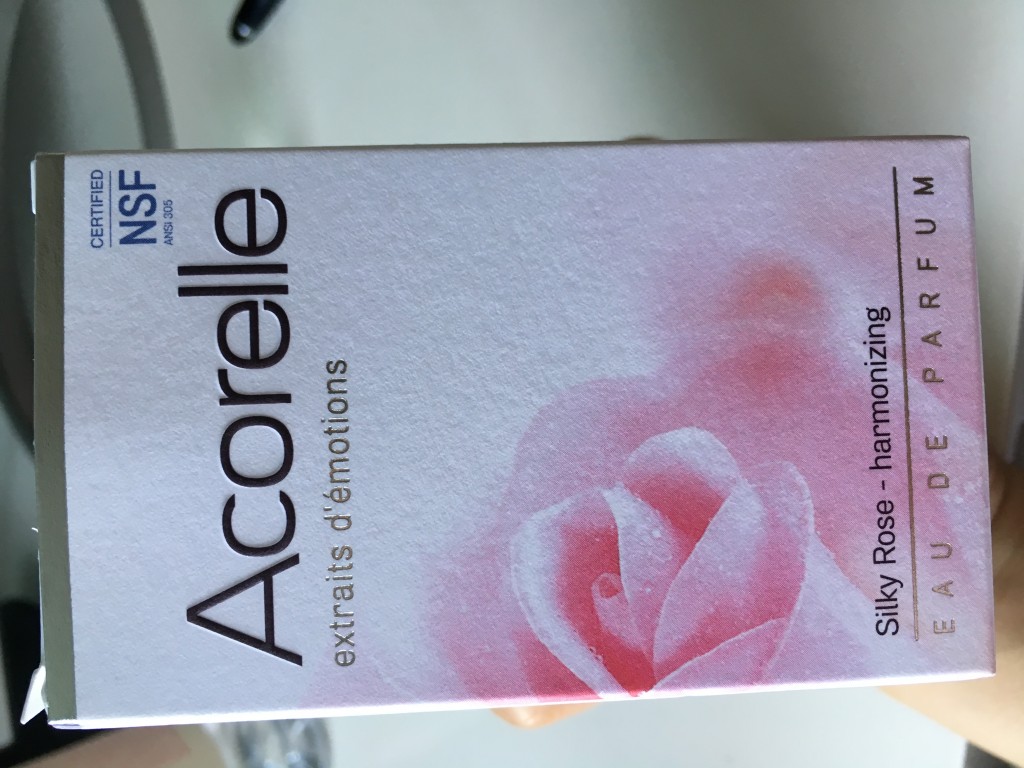 CERTIFIED
NSF
ANSI 305
Acorelle
extraits d'émotions
Silky Rose - harmonizing
EAU DE PARFUM